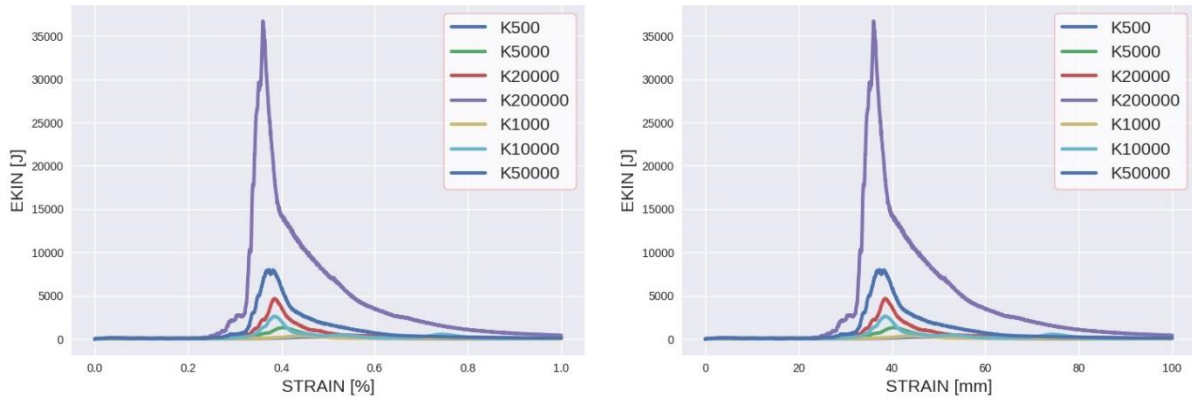 35000
30000
25000
20000
15000
10000
5000
0
EKIN [J]
0.0 0.2 0.4 0.6 0.8 1.0
STRAIN [%]
K500
K5000
K20000
K200000
K1000
K10000
K50000
35000
30000
25000
20000
15000
10000
5000
0
EKIN [J]
0 20 40 60 80 100
STRAIN [mm]
K500
K5000
K20000
K200000
K1000
K10000
K50000